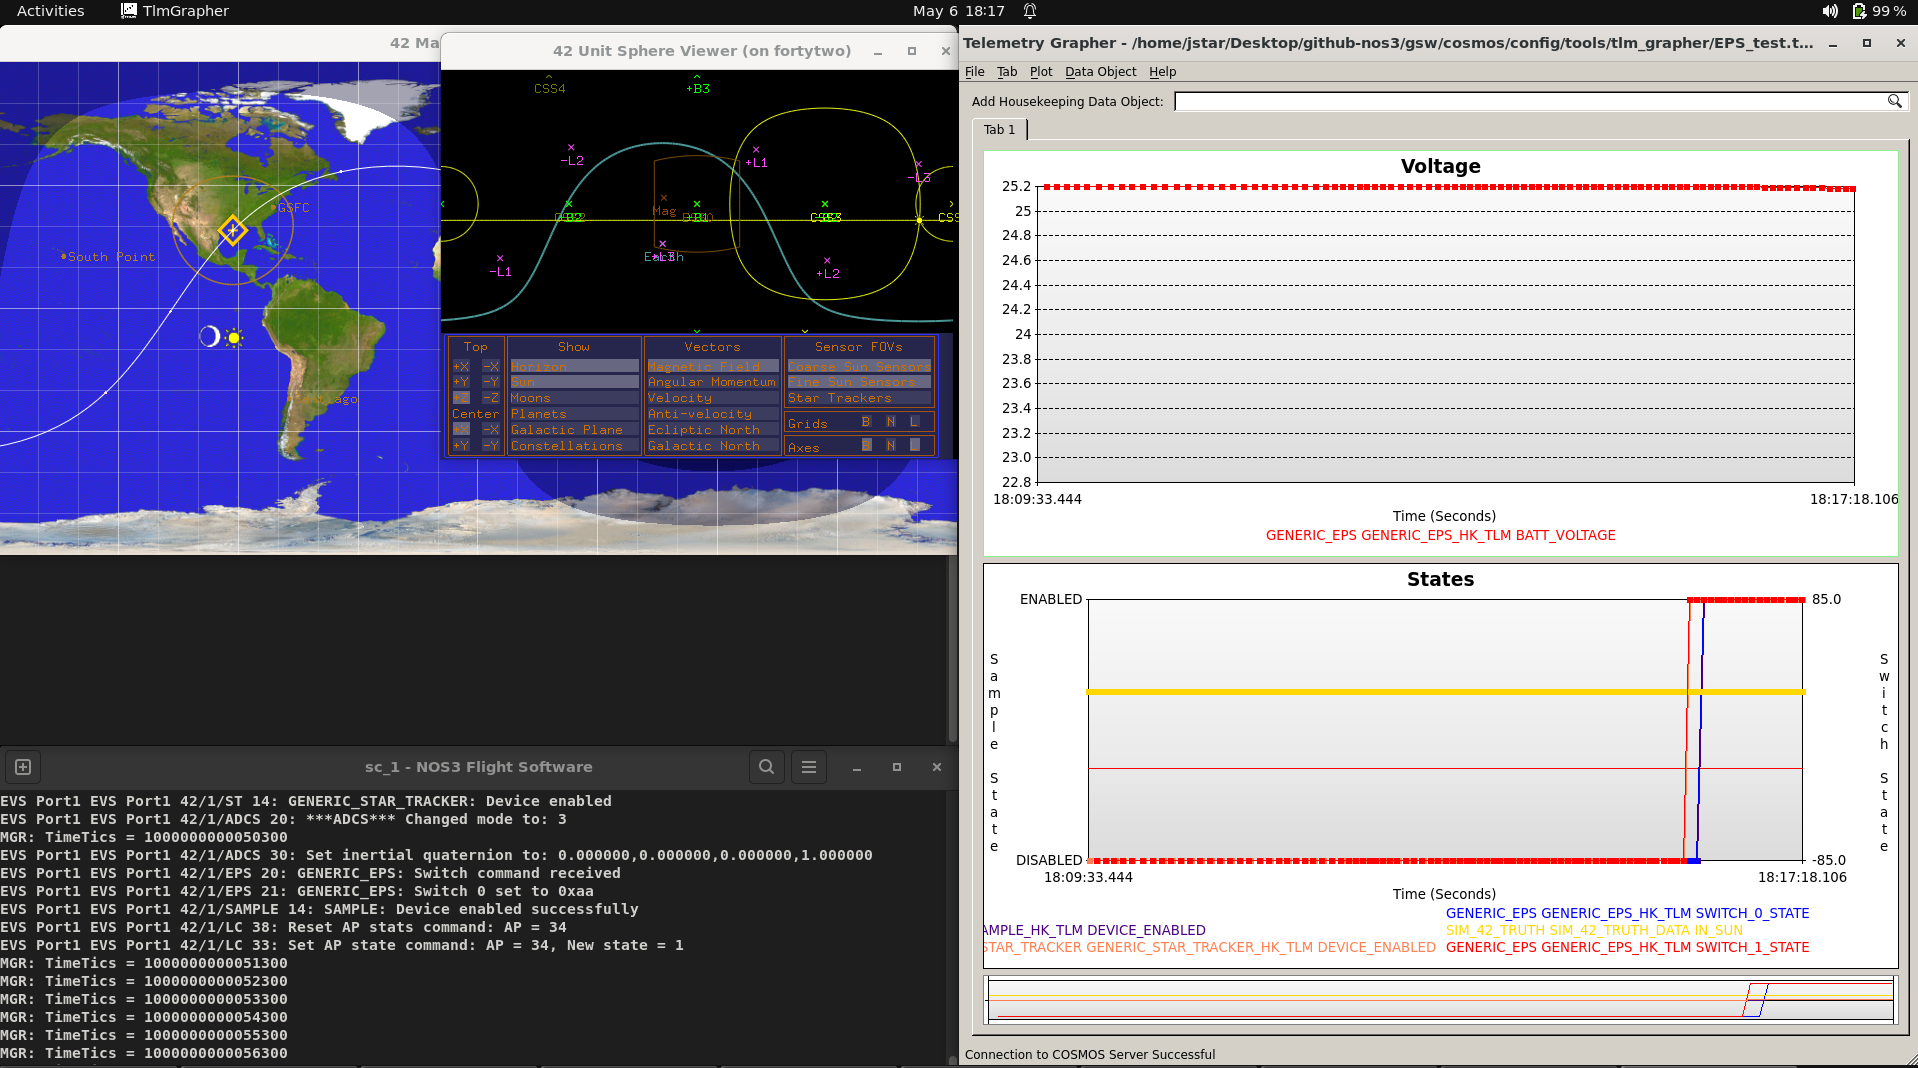 Activities TlmGrapher May 6 18:17 99 %
42 Ma
42 Unit Sphere Viewer (on fortytwo)
GSFC
South Point
CSS4 +B3
-L2 +L1 -L3
Mag
-L1 +L2
Top Show Vectors Sensor FOVs
+X -X Horizon Magnetic Field Coarse Sun Sensors
+Y -Y Sun Angular Momentum Fine Sun Sensors
+Z -Z Moons Velocity Star Trackers
Center Planets Anti-velocity Grids B N L
+X -X Galactic Plane Ecliptic North
+Y -Y Constellations Galactic North Axes B N L
sc_1 - NOS3 Flight Software
EVS Port1 EVS Port1 42/1/ST 14: GENERIC_STAR_TRACKER: Device enabled
EVS Port1 EVS Port1 42/1/ADCS 20: ***ADCS*** Changed mode to: 3
MGR: TimeTics = 1000000000050300
EVS Port1 EVS Port1 42/1/ADCS 30: Set inertial quaternion to: 0.000000,0.000000,0.000000,1.000000
EVS Port1 EVS Port1 42/1/EPS 20: GENERIC_EPS: Switch command received
EVS Port1 EVS Port1 42/1/EPS 21: GENERIC_EPS: Switch 0 set to 0xaa
EVS Port1 EVS Port1 42/1/SAMPLE 14: SAMPLE: Device enabled successfully
EVS Port1 EVS Port1 42/1/LC 38: Reset AP stats command: AP = 34
EVS Port1 EVS Port1 42/1/LC 33: Set AP state command: AP = 34, New state = 1
MGR: TimeTics = 1000000000051300
MGR: TimeTics = 1000000000052300
MGR: TimeTics = 1000000000053300
MGR: TimeTics = 1000000000054300
MGR: TimeTics = 1000000000055300
MGR: TimeTics = 1000000000056300
Telemetry Grapher - /home/jstar/Desktop/github-nos3/gsw/cosmos/config/tools/tlm_grapher/EPS_test.t...
File Tab Plot Data Object Help
Add Housekeeping Data Object:
Tab 1
Voltage
25.2
25
24.8
24.6
24.4
24.2
24
23.8
23.6
23.4
23.2
23.0
22.8
18:09:33.444 18:17:18.106
Time (Seconds)
GENERIC_EPS GENERIC_EPS_HK_TLM BATT_VOLTAGE
States
ENABLED 85.0
Sample State
Switch State
DISABLED -85.0
18:09:33.444 18:17:18.106
Time (Seconds)
GENERIC_EPS GENERIC_EPS_HK_TLM SWITCH_0_STATE
AMPLE_HK_TLM DEVICE_ENABLED SIM_42_TRUTH SIM_42_TRUTH_DATA IN_SUN
STAR_TRACKER GENERIC_STAR_TRACKER_HK_TLM DEVICE_ENABLED GENERIC_EPS GENERIC_EPS_HK_TLM SWITCH_1_STATE
Connection to COSMOS Server Successful